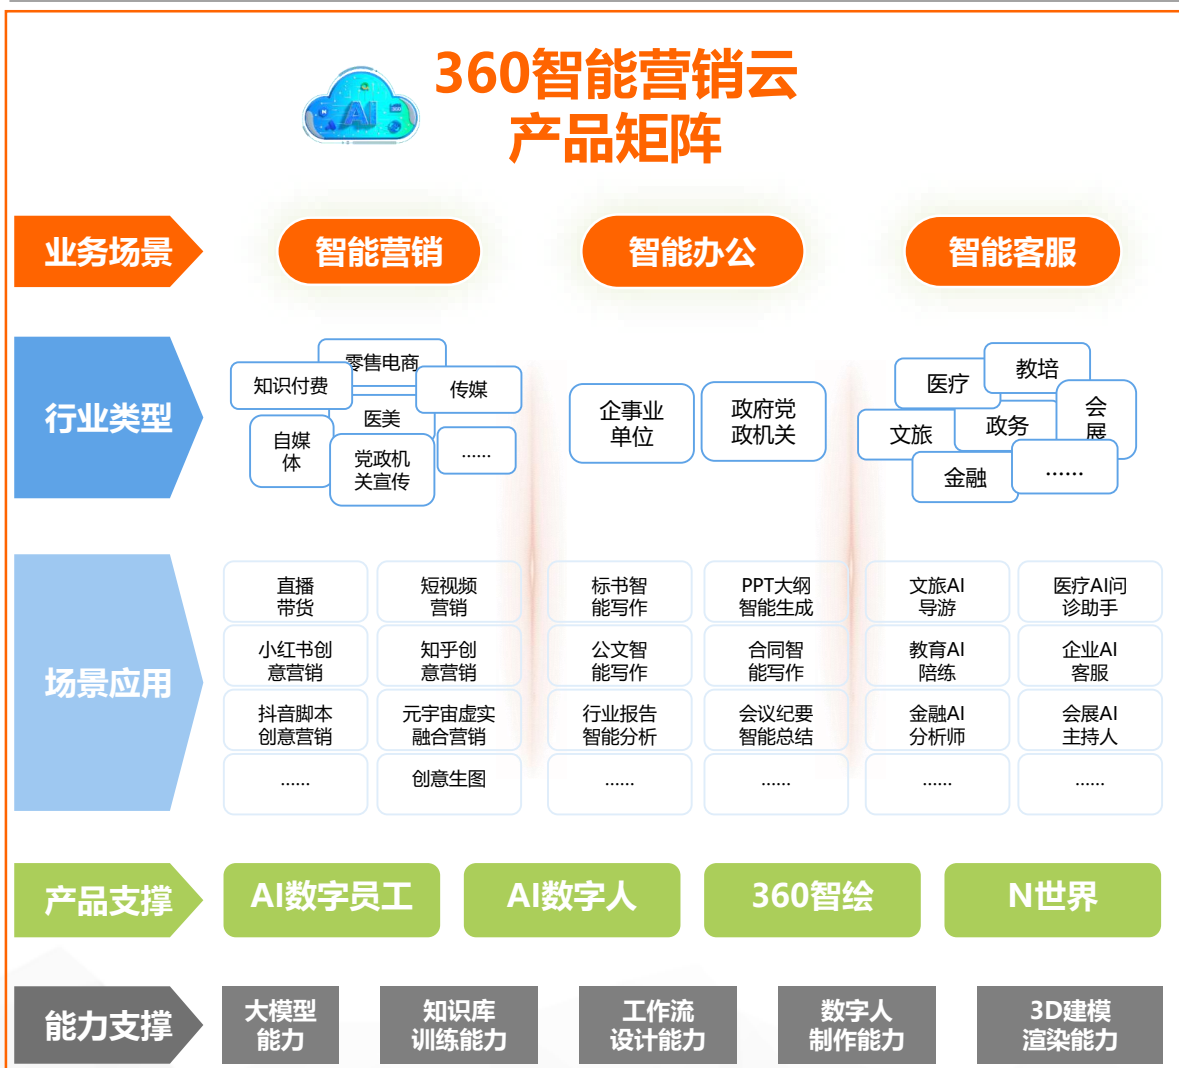 360智能营销云
产品矩阵
AI
业务场景
智能营销
智能办公
智能客服
行业类型
零售电商
知识付费
传媒
医美
自媒
体
党政机
关宣传
......
企事业
单位
政府党
政机关
教培
医疗
会
展
政务
文旅
金融
......
场景应用
直播
带货
短视频
营销
标书智
能写作
PPT大纲
智能生成
文旅AI
导游
医疗AI问
诊助手
小红书创
意营销
知乎创
意营销
公文智
能写作
合同智
能写作
教育AI
陪练
企业AI
客服
抖音脚本
创意营销
元宇宙虚实
融合营销
行业报告
智能分析
会议纪要
智能总结
金融AI
分析师
会展AI
主持人
......
创意生图
......
......
......
......
产品支撑
AI数字员工
AI数字人
360智绘
N世界
能力支撑
大模型
能力
知识库
训练能力
工作流
设计能力
数字人
制作能力
3D建模
渲染能力